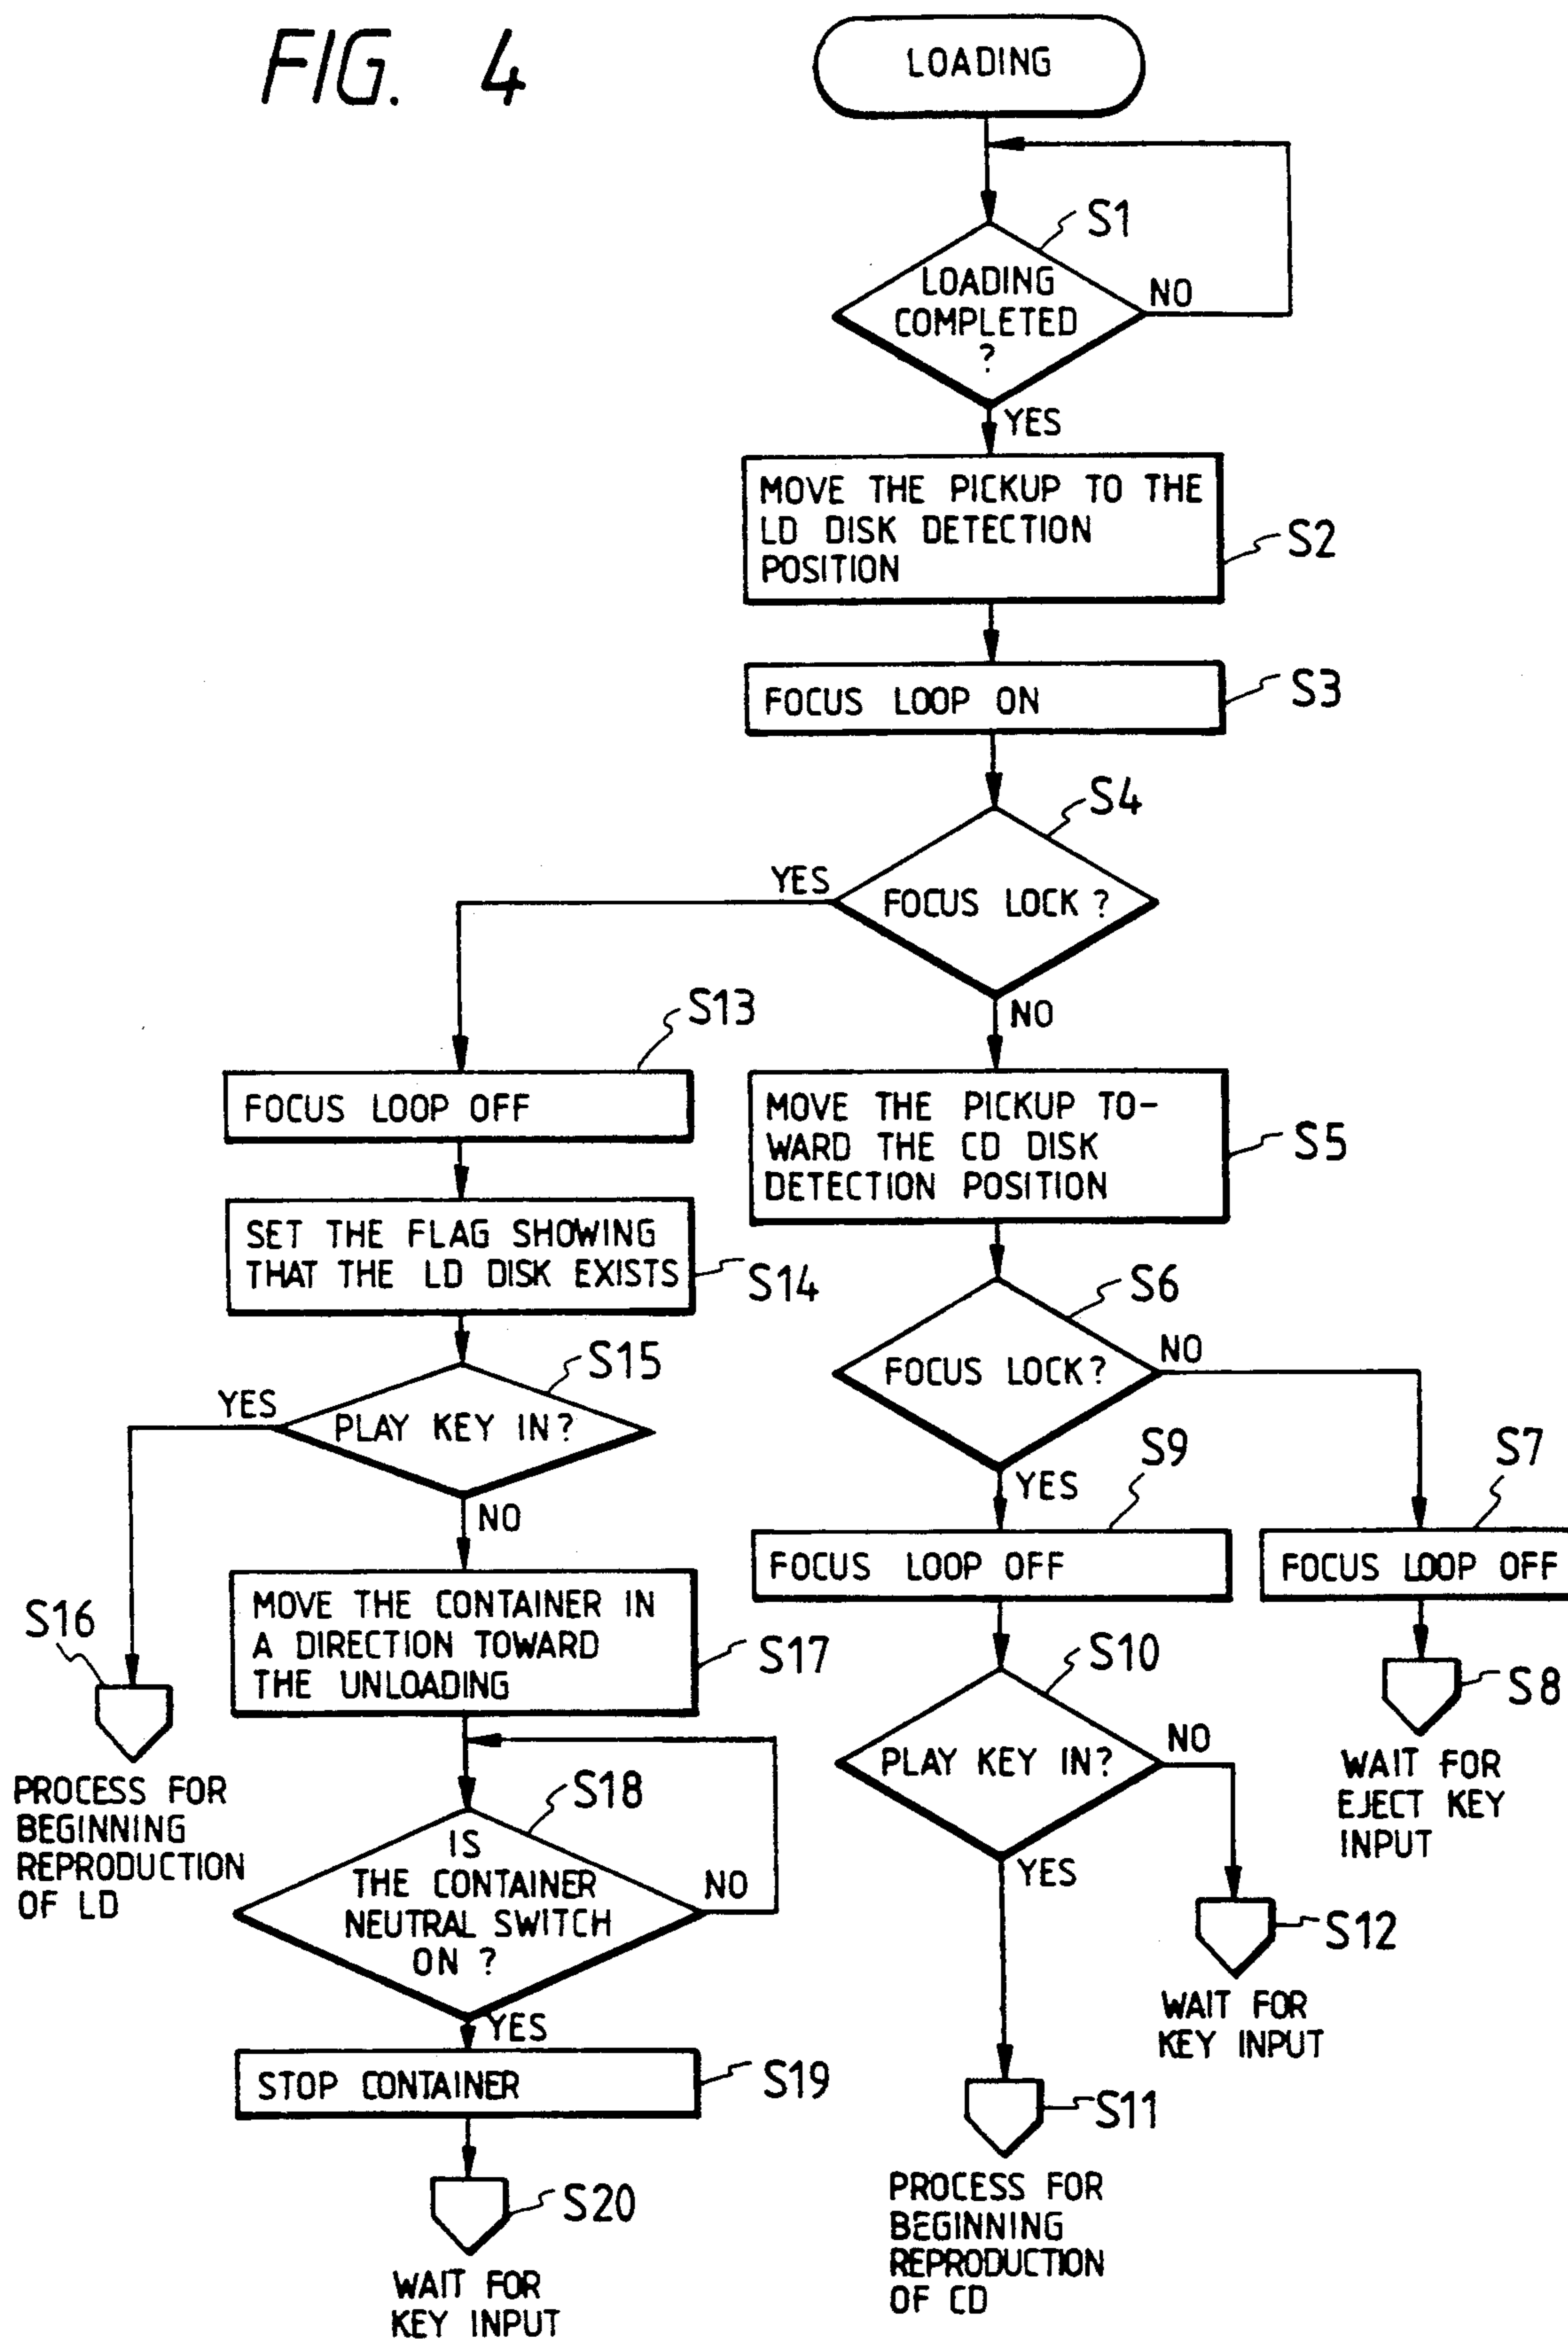 FIG. 4
LOADING
S1
LOADING
COMPLETED
?
NO
YES
MOVE THE PICKUP TO THE
LD DISK DETECTION
POSITION
S2
FOCUS LOOP ON
S3
S4
YES
FOCUS LOCK ?
NO
S13
FOCUS LOOP OFF
MOVE THE PICKUP TO-
WARD THE CD DISK
DETECTION POSITION
S5
SET THE FLAG SHOWING
THAT THE LD DISK EXISTS
S14
S6
FOCUS LOCK?
NO
YES
S15
YES
PLAY KEY IN?
NO
S9
FOCUS LOOP OFF
S7
FOCUS LOOP OFF
S8
WAIT FOR
EJECT KEY
INPUT
S16
PROCESS FOR
BEGINNING
REPRODUCTION
OF LD
MOVE THE CONTAINER IN
A DIRECTION TOWARD
THE UNLOADING
S17
S10
PLAY KEY IN?
NO
YES
S12
WAIT FOR
KEY INPUT
S18
IS
THE CONTAINER
NEUTRAL SWITCH
ON ?
NO
YES
STOP CONTAINER
S19
S11
PROCESS FOR
BEGINNING
REPRODUCTION
OF CD
S20
WAIT FOR
KEY INPUT